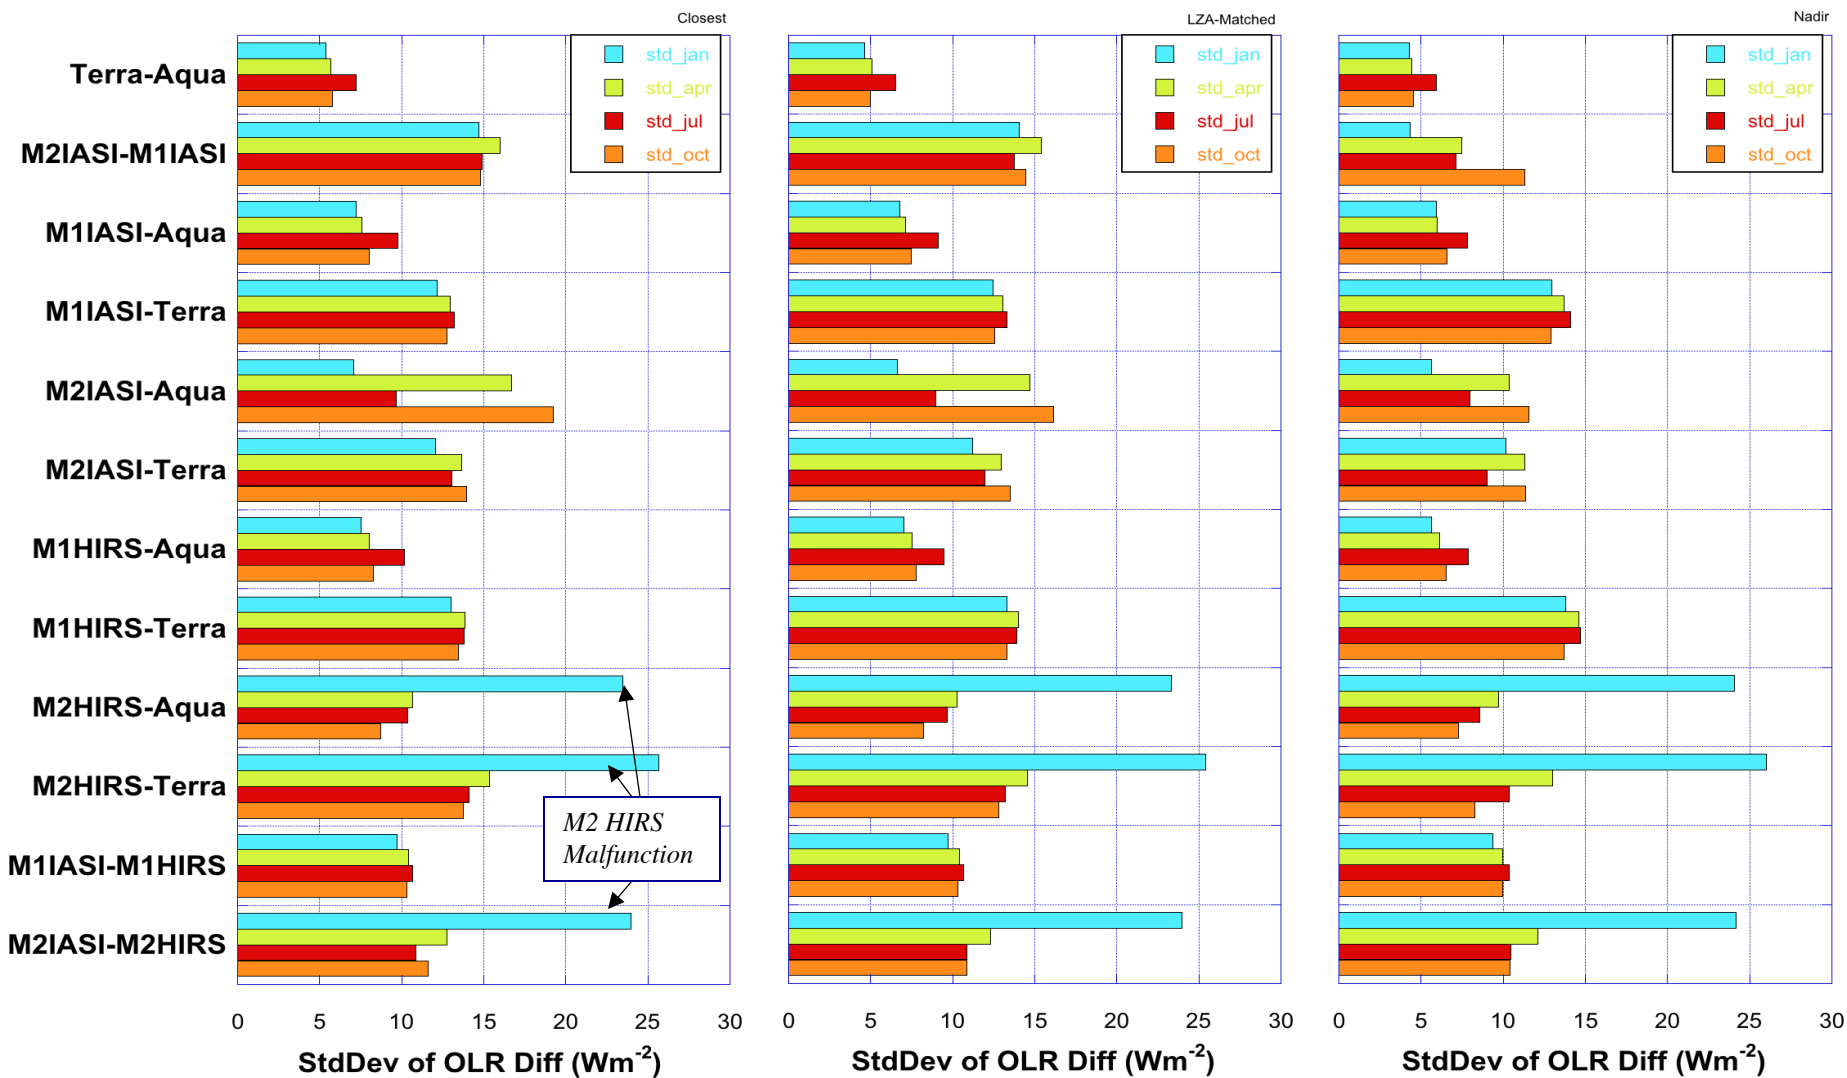 Closest
LZA-Matched
Nadir
std_jan
std_apr
std_jul
std_oct
std_jan
std_apr
std_jul
std_oct
std_jan
std_apr
std_jul
std_oct
Terra-Aqua
M2IASI-M1IASI
M1IASI-Aqua
M1IASI-Terra
M2IASI-Aqua
M2IASI-Terra
M1HIRS-Aqua
M1HIRS-Terra
M2HIRS-Aqua
M2HIRS-Terra
M1IASI-M1HIRS
M2IASI-M2HIRS
M2 HIRS
Malfunction
0 5 10 15 20 25 30
0 5 10 15 20 25 30
0 5 10 15 20 25 30
StdDev of OLR Diff (Wm⁻²)
StdDev of OLR Diff (Wm⁻²)
StdDev of OLR Diff (Wm⁻²)